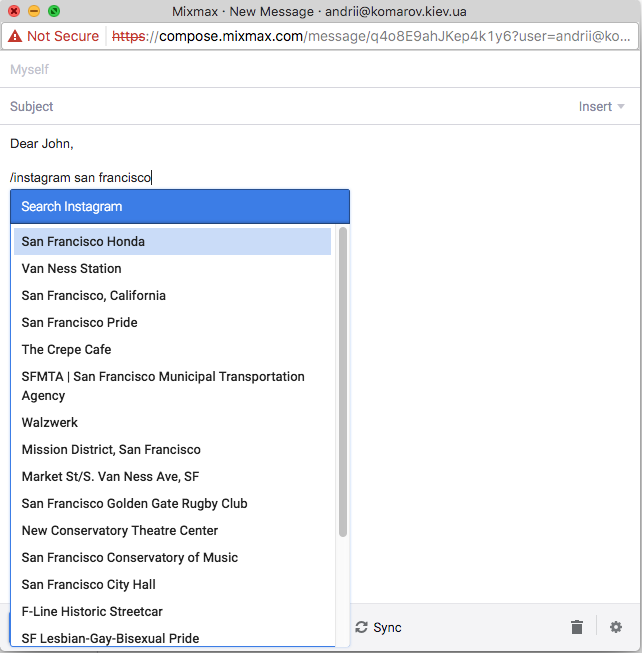 Mixmax · New Message · andrii@komarov.kiev.ua
Not Secure https://compose.mixmax.com/message/q4o8E9ahJKep4k1y6?user=andrii@ko...
Myself
Subject Insert
Dear John,
/instagram san francisco
Search Instagram
San Francisco Honda
Van Ness Station
San Francisco, California
San Francisco Pride
The Crepe Cafe
SFMTA | San Francisco Municipal Transportation
Agency
Walzwerk
Mission District, San Francisco
Market St/S. Van Ness Ave, SF
San Francisco Golden Gate Rugby Club
New Conservatory Theatre Center
San Francisco Conservatory of Music
San Francisco City Hall
F-Line Historic Streetcar
SF Lesbian-Gay-Bisexual Pride
Sync